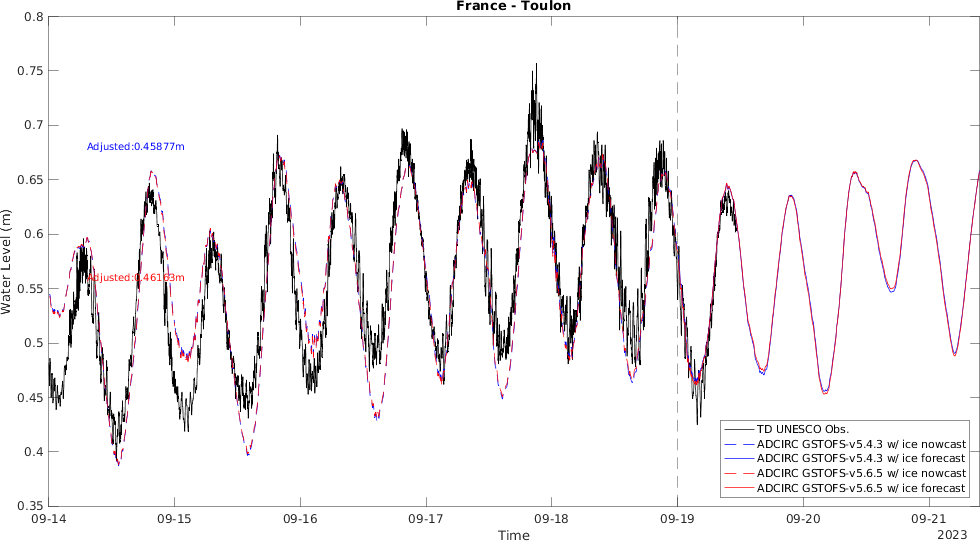 France - Toulon
0.8
0.75
0.7
0.65
0.6
0.55
0.5
0.45
0.4
0.35
Water Level (m)
Adjusted:0.45877m
Adjusted:0.46163m
TD UNESCO Obs.
ADCIRC GSTOFS-v5.4.3 w/ ice nowcast
ADCIRC GSTOFS-v5.4.3 w/ ice forecast
ADCIRC GSTOFS-v5.6.5 w/ ice nowcast
ADCIRC GSTOFS-v5.6.5 w/ ice forecast
09-14 09-15 09-16 09-17 09-18 09-19 09-20 09-21
Time
2023